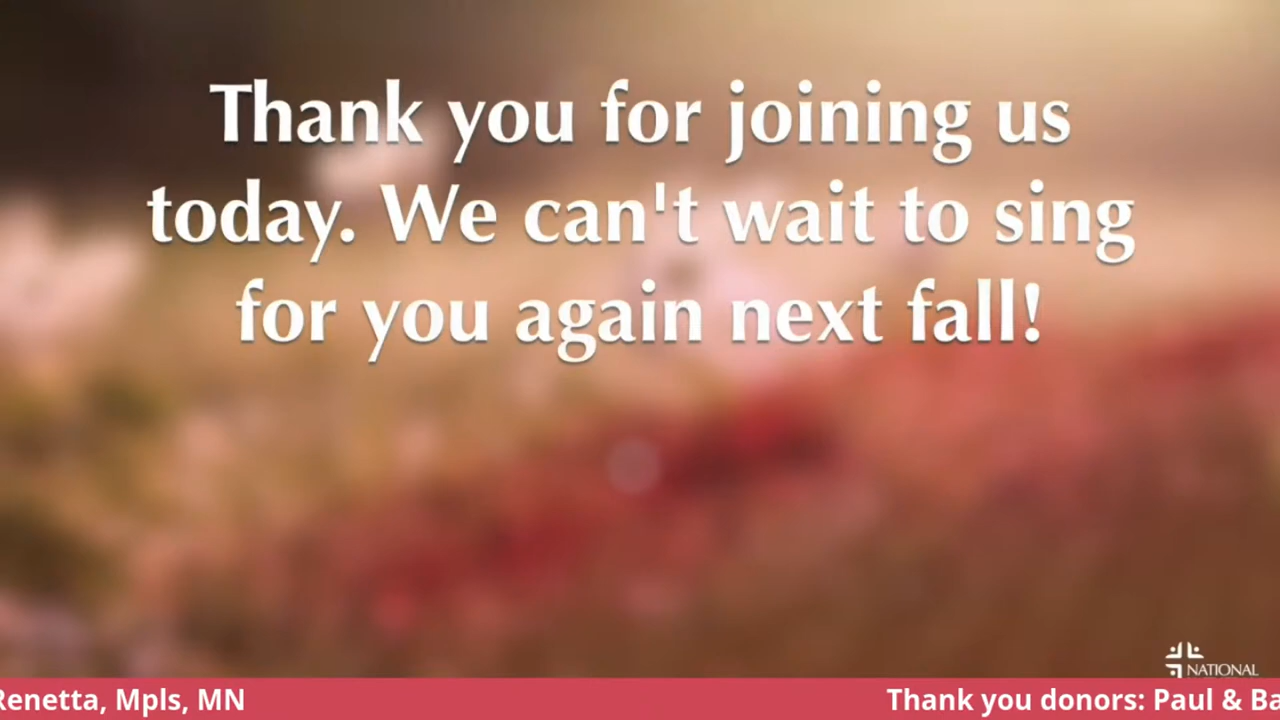 Thank you for joining us
today. We can't wait to sing
for you again next fall!
NATIONAL
Renetta, Mpls, MN
Thank you donors: Paul &